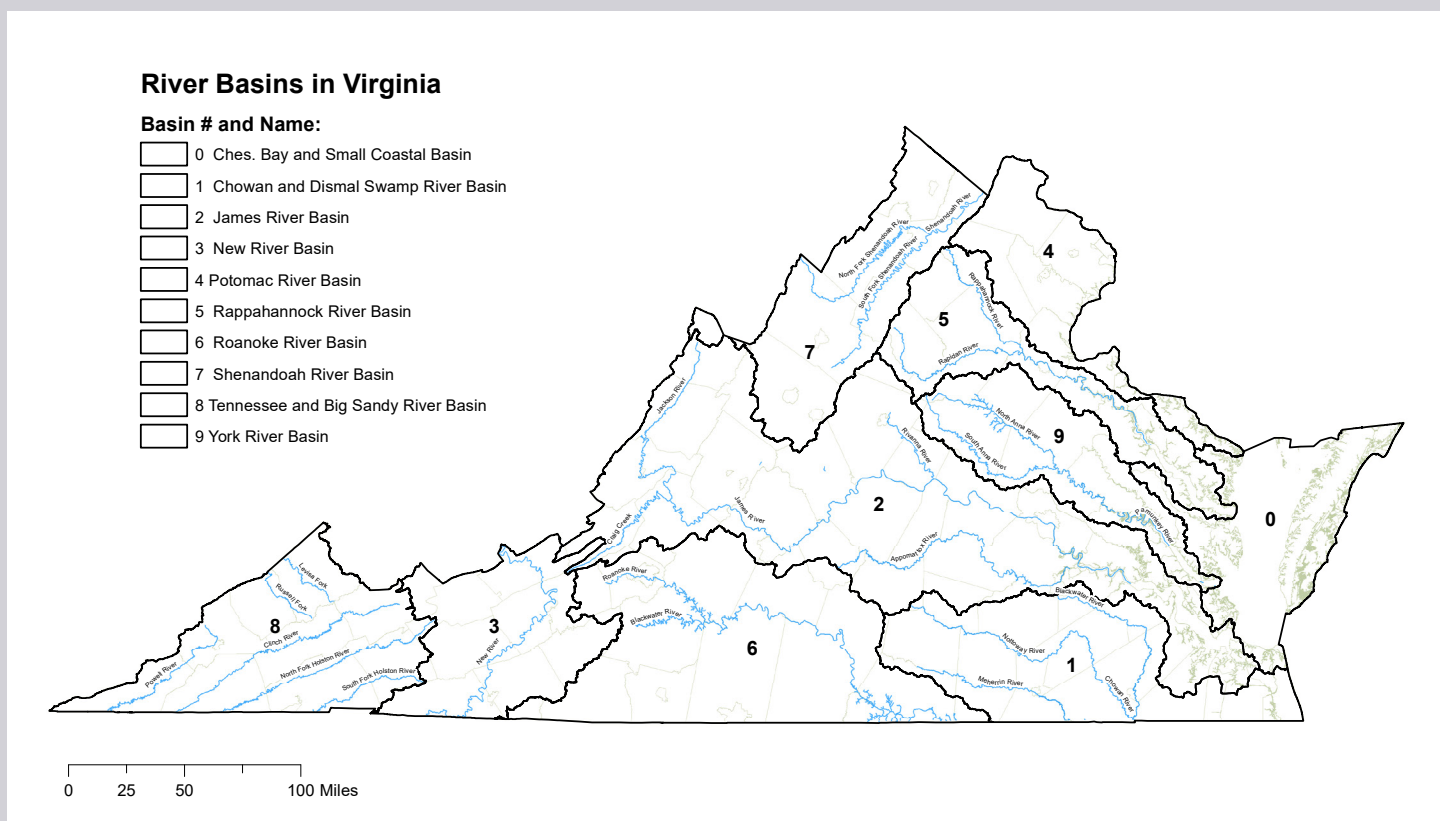 River Basins in Virginia
Basin # and Name:
0 Ches. Bay and Small Coastal Basin
1 Chowan and Dismal Swamp River Basin
2 James River Basin
3 New River Basin
4 Potomac River Basin
5 Rappahannock River Basin
6 Roanoke River Basin
7 Shenandoah River Basin
8 Tennessee and Big Sandy River Basin
9 York River Basin
Shenandoah River
North Fork Shenandoah River
South Fork Shenandoah River
4
Rappahannock River
5
7
Rapidan River
Jackson River
North Anna River
9
South Anna River
Rivanna River
2
James River
Pamunkey River
0
Craig Creek
Appomattox River
Levisa Fork
Russell Fork
Roanoke River
Blackwater River
Blackwater River
8
3
Clinch River
New River
6
Nottoway River
1
North Fork Holston River
Powell River
South Fork Holston River
Meherrin River
Chowan River
0 25 50 100 Miles